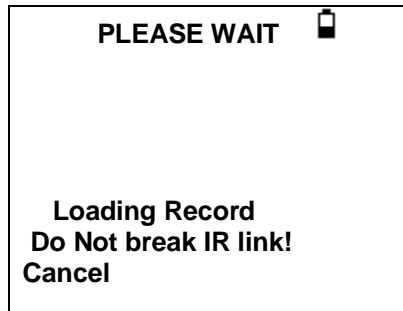 PLEASE WAIT
Loading Record
Do Not break IR link!
Cancel